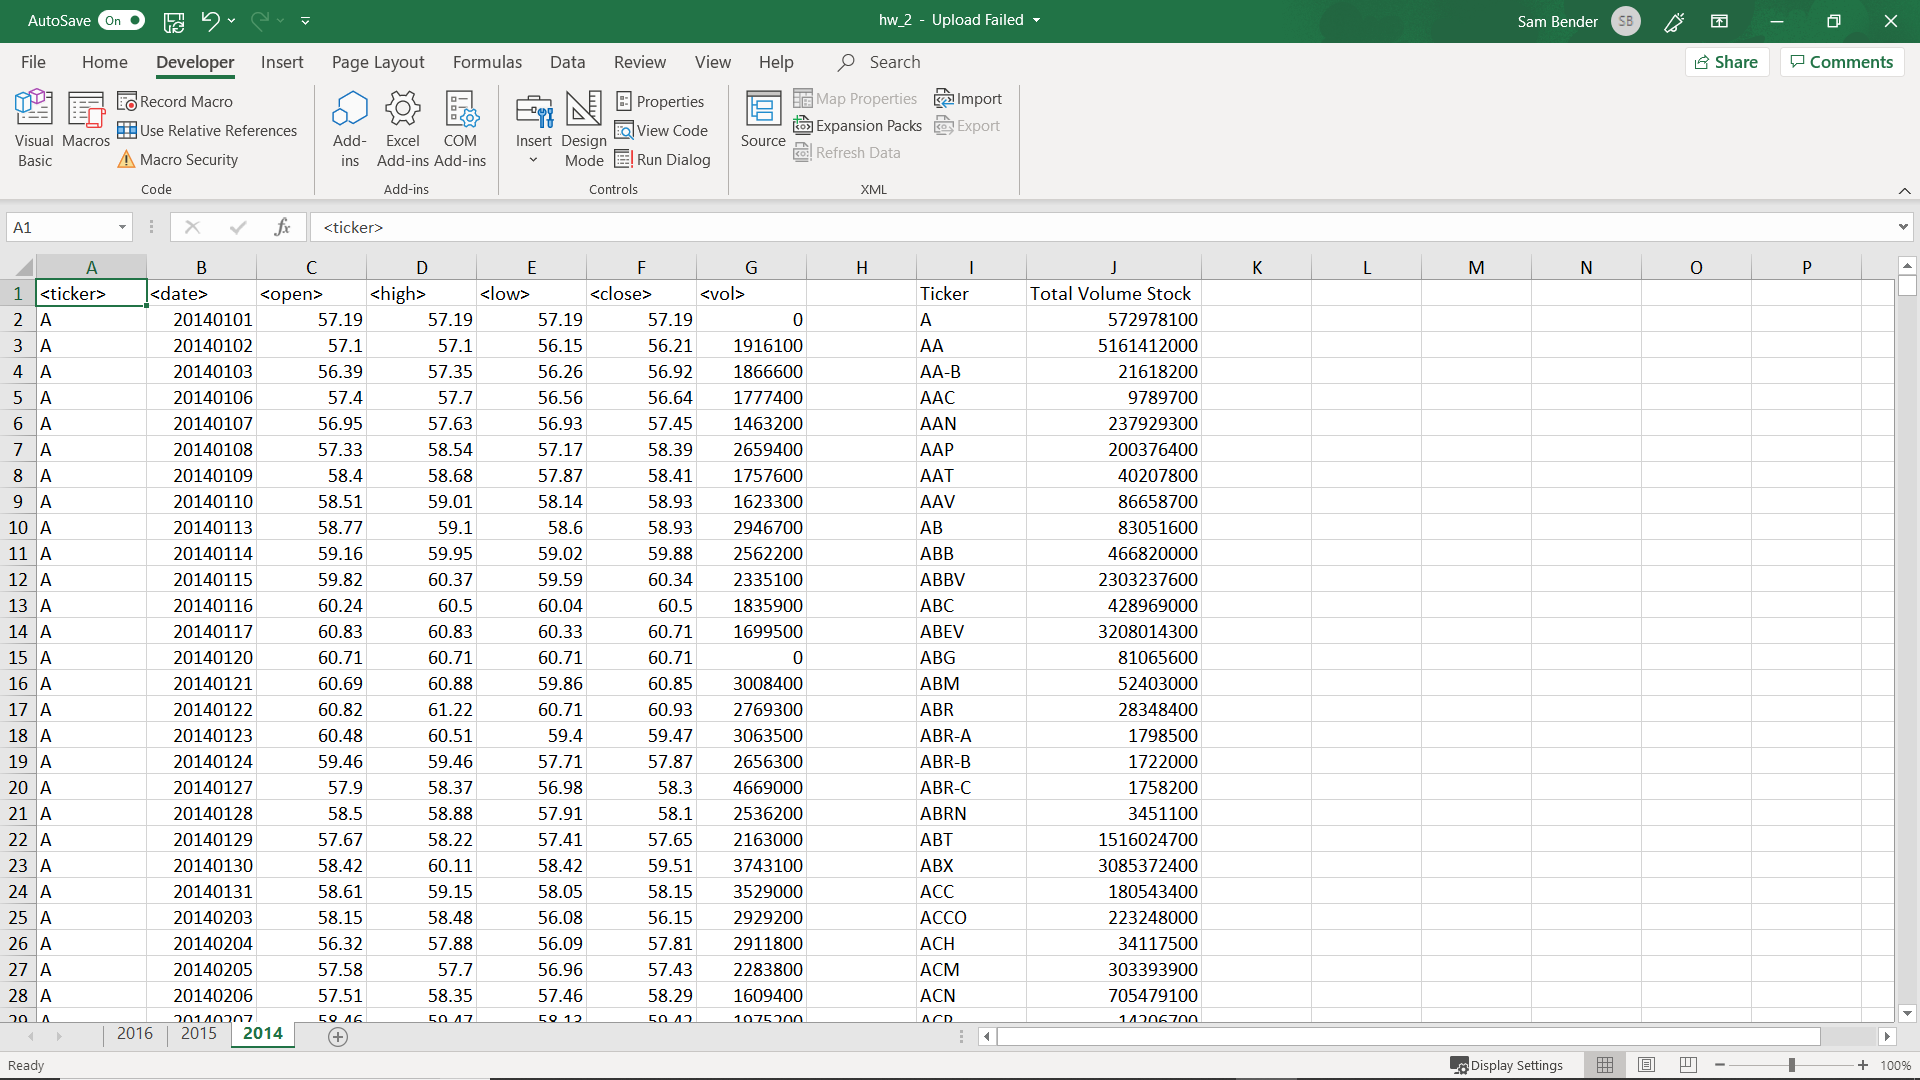 AutoSave On hw_2 - Upload Failed Sam Bender SB
File Home Developer Insert Page Layout Formulas Data Review View Help Search Share Comments
Visual Basic
Macros
Record Macro
Use Relative References
Macro Security
Code
Add-ins
Excel Add-ins
COM Add-ins
Add-ins
Insert
Design Mode
Properties
View Code
Run Dialog
Controls
Source
Map Properties
Expansion Packs
Refresh Data
Import
Export
XML
A1 fx <ticker>
A B C D E F G H I J K L M N O P
1 <ticker> <date> <open> <high> <low> <close> <vol> Ticker Total Volume Stock
2 A 20140101 57.19 57.19 57.19 57.19 0 A 572978100
3 A 20140102 57.1 57.1 56.15 56.21 1916100 AA 5161412000
4 A 20140103 56.39 57.35 56.26 56.92 1866600 AA-B 21618200
5 A 20140106 57.4 57.7 56.56 56.64 1777400 AAC 9789700
6 A 20140107 56.95 57.63 56.93 57.45 1463200 AAN 237929300
7 A 20140108 57.33 58.54 57.17 58.39 2659400 AAP 200376400
8 A 20140109 58.4 58.68 57.87 58.41 1757600 AAT 40207800
9 A 20140110 58.51 59.01 58.14 58.93 1623300 AAV 86658700
10 A 20140113 58.77 59.1 58.6 58.93 2946700 AB 83051600
11 A 20140114 59.16 59.95 59.02 59.88 2562200 ABB 466820000
12 A 20140115 59.82 60.37 59.59 60.34 2335100 ABBV 2303237600
13 A 20140116 60.24 60.5 60.04 60.5 1835900 ABC 428969000
14 A 20140117 60.83 60.83 60.33 60.71 1699500 ABEV 3208014300
15 A 20140120 60.71 60.71 60.71 60.71 0 ABG 81065600
16 A 20140121 60.69 60.88 59.86 60.85 3008400 ABM 52403000
17 A 20140122 60.82 61.22 60.71 60.93 2769300 ABR 28348400
18 A 20140123 60.48 60.51 59.4 59.47 3063500 ABR-A 1798500
19 A 20140124 59.46 59.46 57.71 57.87 2656300 ABR-B 1722000
20 A 20140127 57.9 58.37 56.98 58.3 4669000 ABR-C 1758200
21 A 20140128 58.5 58.88 57.91 58.1 2536200 ABRN 3451100
22 A 20140129 57.67 58.22 57.41 57.65 2163000 ABT 1516024700
23 A 20140130 58.42 60.11 58.42 59.51 3743100 ABX 3085372400
24 A 20140131 58.61 59.15 58.05 58.15 3529000 ACC 180543400
25 A 20140203 58.15 58.48 56.08 56.15 2929200 ACCO 223248000
26 A 20140204 56.32 57.88 56.09 57.81 2911800 ACH 34117500
27 A 20140205 57.58 57.7 56.96 57.43 2283800 ACM 303393900
28 A 20140206 57.51 58.35 57.46 58.29 1609400 ACN 705479100
29 A 20140207 58.46 59.47 58.13 59.42 1975200
2016 2015 2014
Ready Display Settings 100%